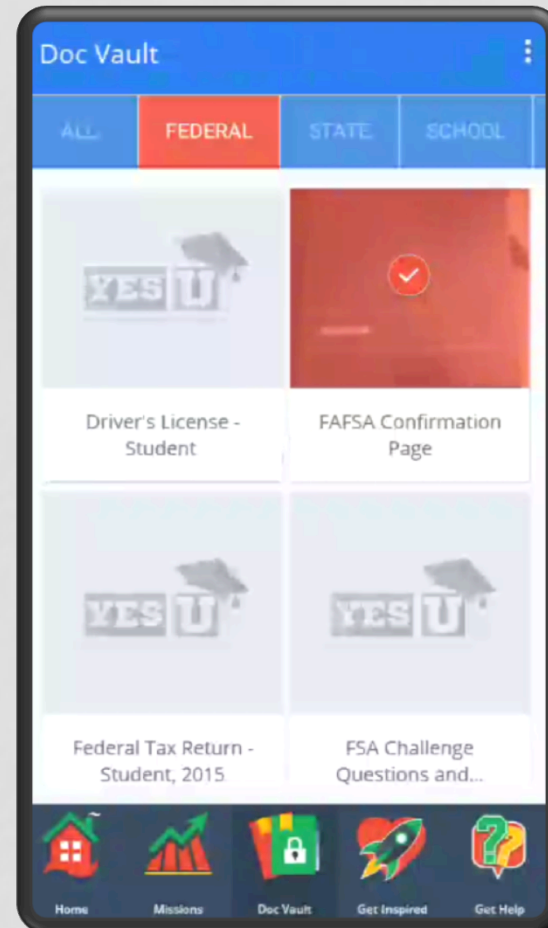 Doc Vault
ALL
FEDERAL
STATE
SCHOOL
YES U
Driver's License -
Student
FAFSA Confirmation
Page
YES U
YES U
Federal Tax Return -
Student, 2015
FSA Challenge
Questions and...
Home
Missions
Doc Vault
Get Inspired
Get Help